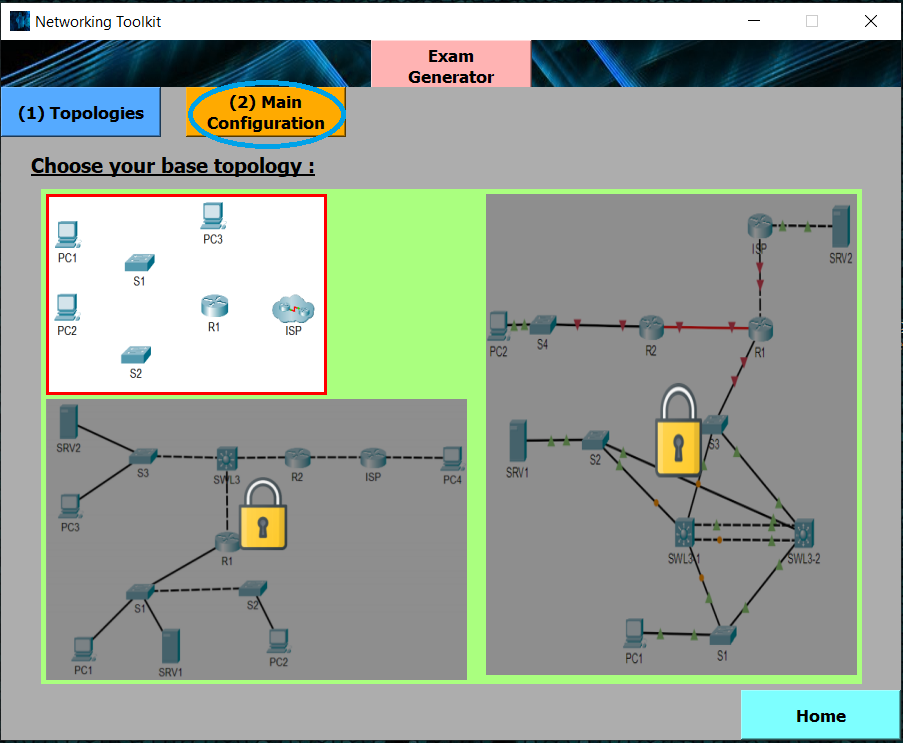 Networking Toolkit
Exam
Generator
(1) Topologies
(2) Main
Configuration
Choose your base topology :
PC1
PC3
S1
PC2
R1
ISP
S2
ISP
SRV2
PC2
S4
R2
R1
SRV1
S2
S3
SWL3-1
SWL3-2
PC1
S1
SRV2
S3
SWL3
R2
ISP
PC4
PC3
R1
S1
S2
PC1
SRV1
PC2
Home